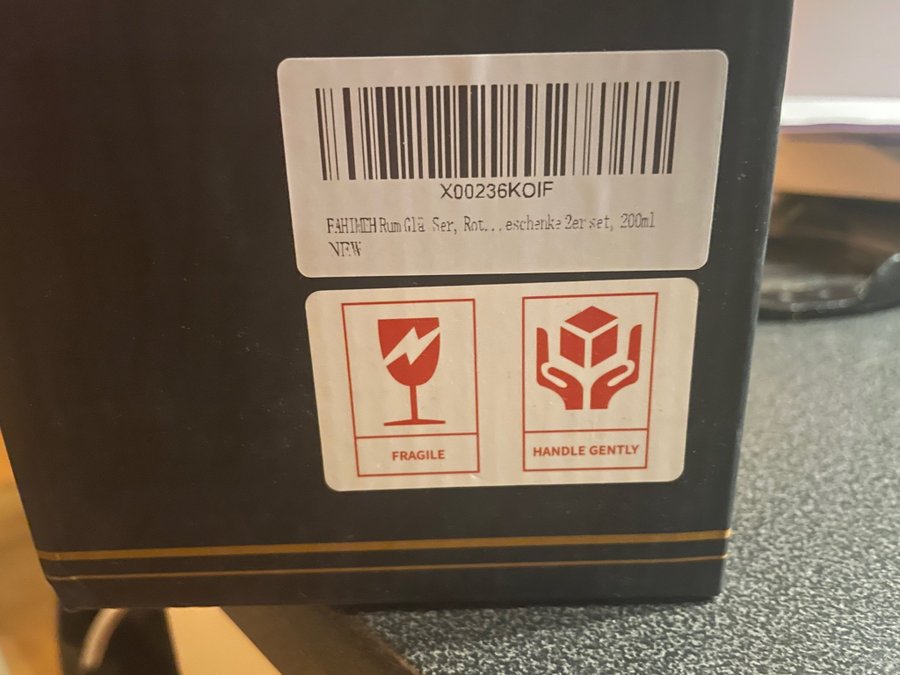 X00236KOIF
FAHIMEH Rum Glä Ser, Rot...eschenke 2er set, 200ml
NEW
FRAGILE
HANDLE GENTLY